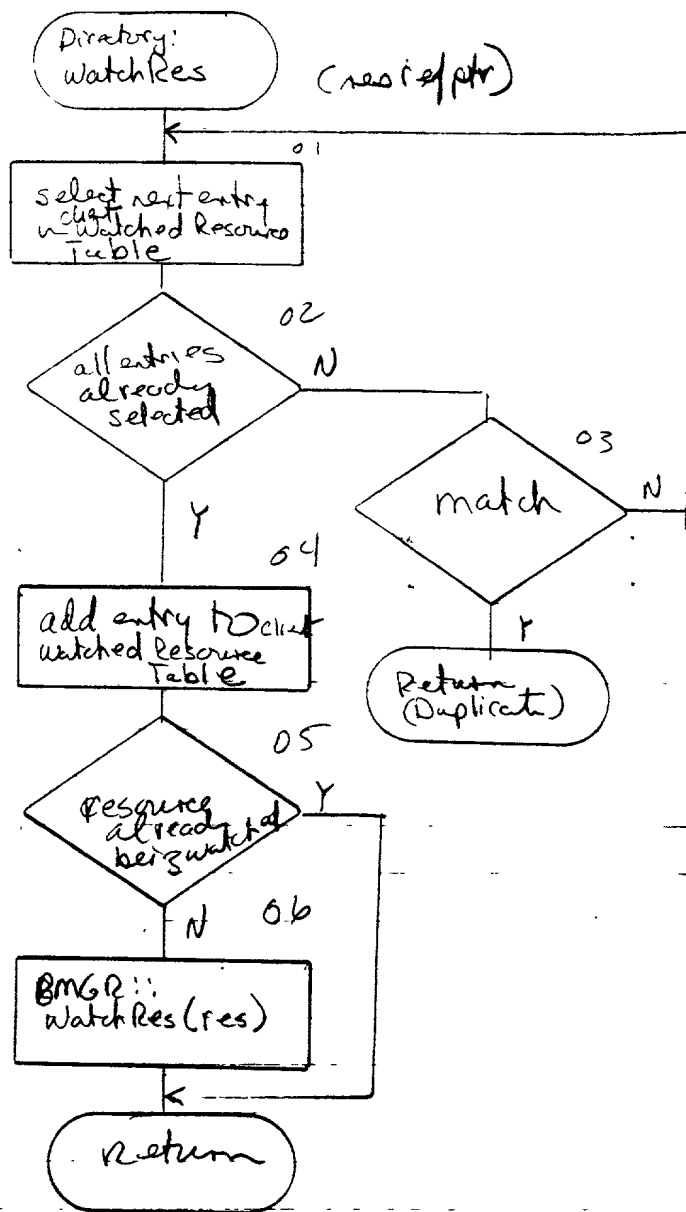 Directory:
WatchRes
(res ref ptr)
01
select next entry
client
in Watched Resource
Table
02
all entries
already
selected
N
03
match
N
Y
Y
Return
(Duplicate)
04
add entry to client
Watched Resource
Table
05
resource
already
being watched
Y
N
06
BMGR::
WatchRes(res)
Return